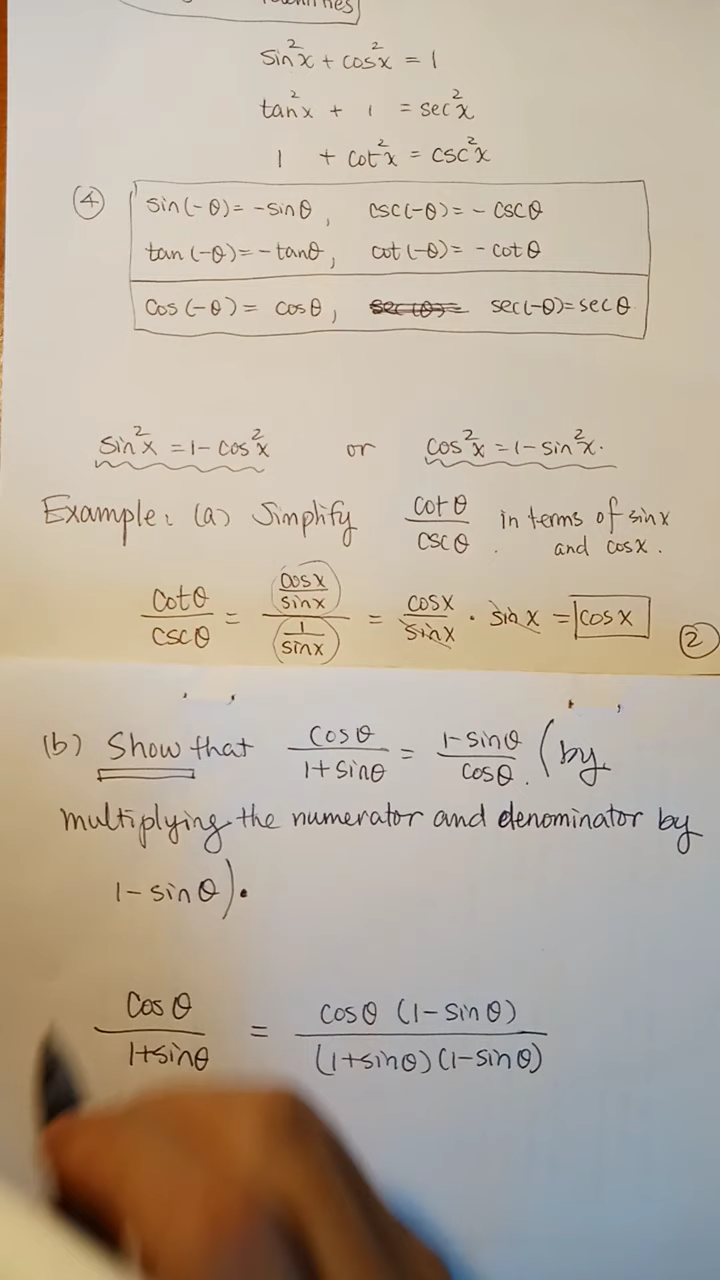 sin²x + cos²x = 1
tan²x + 1 = sec²x
1 + cot²x = csc²x
④ sin(-θ) = -sinθ, csc(-θ) = - cscθ
tan(-θ) = - tanθ, cot(-θ) = - cotθ
cos(-θ) = cosθ, sec(θ)= sec(-θ) = secθ
sin²x = 1 - cos²x or cos²x = 1 - sin²x.
Example: (a) Simplify cotθ/cscθ. in terms of sinx
and cosx.
cotθ/cscθ = (cosx/sinx)/(1/sinx) = cosx/sinx · sinx = cosx
②
(b) Show that cosθ/(1+sinθ) = (1-sinθ)/cosθ. (by
multiplying the numerator and denominator by
1 - sinθ).
cosθ/(1+sinθ) = cosθ (1-sinθ)/((1+sinθ)(1-sinθ))